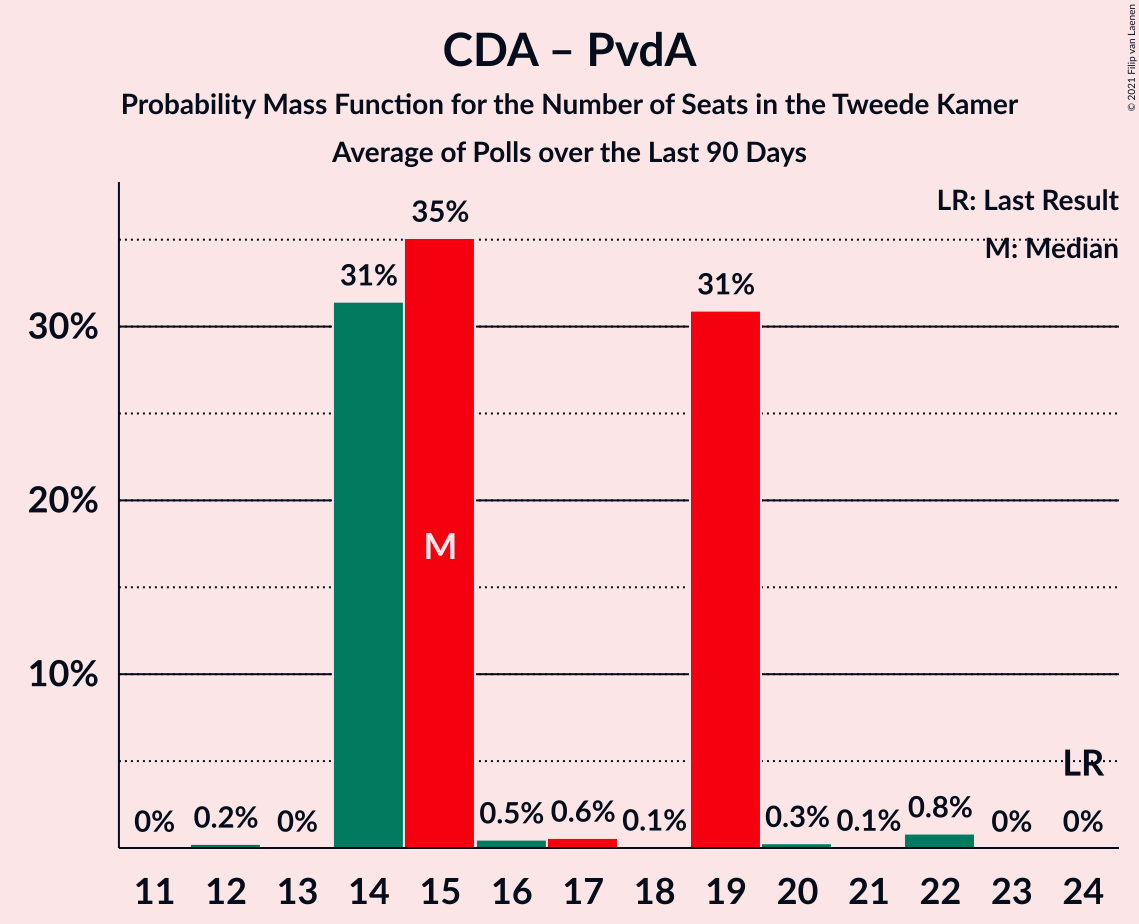 CDA – PvdA
Probability Mass Function for the Number of Seats in the Tweede Kamer
Average of Polls over the Last 90 Days
© 2021 Filip van Laenen
LR: Last Result
M: Median
35%
31%
31%
30%
20%
M
10%
LR
0%
0.2%
0%
0.5%
0.6%
0.1%
0.3%
0.1%
0.8%
0%
0%
11 12 13 14 15 16 17 18 19 20 21 22 23 24